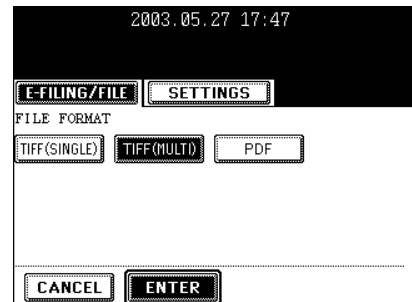 2003.05.27 17:47
E-FILING/FILE SETTINGS
FILE FORMAT
TIFF(SINGLE) TIFF(MULTI) PDF
CANCEL ENTER